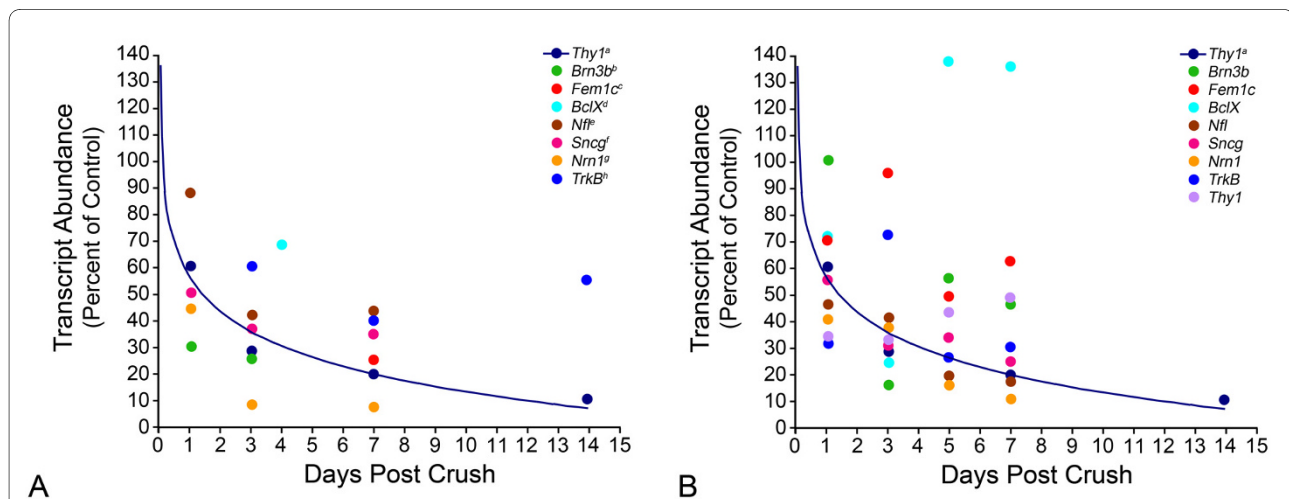 Transcript Abundance
(Percent of Control)
140
130
120
110
100
90
80
70
60
50
40
30
20
10
0
0 1 2 3 4 5 6 7 8 9 10 11 12 13 14 15
Days Post Crush
A
Thy1ᵃ
Brn3bᵇ
Fem1cᶜ
BclXᵈ
Nflᵉ
Sncgᶠ
Nrn1ᵍ
TrkBʰ
Transcript Abundance
(Percent of Control)
140
130
120
110
100
90
80
70
60
50
40
30
20
10
0
0 1 2 3 4 5 6 7 8 9 10 11 12 13 14 15
Days Post Crush
B
Thy1ᵃ
Brn3b
Fem1c
BclX
Nfl
Sncg
Nrn1
TrkB
Thy1